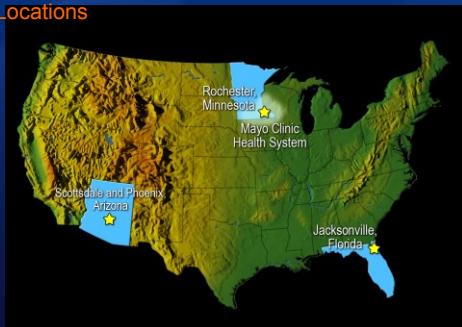 Locations
Rochester,
Minnesota
Mayo Clinic
Health System
Scottsdale and Phoenix,
Arizona
Jacksonville,
Florida